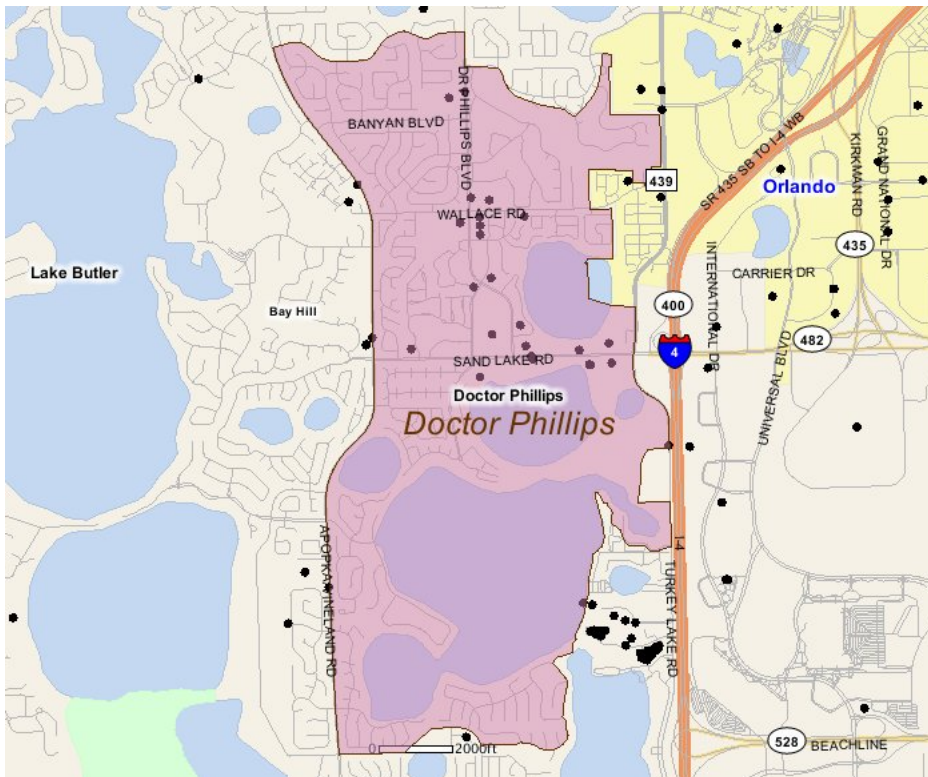 DR PHILLIPS BLVD
BANYAN BLVD
SR 435 SB TO I-4 WB
KIRKMAN RD
GRAND NATIONAL DR
439
Orlando
WALLACE RD
435
Lake Butler
INTERNATIONAL DR
CARRIER DR
400
Bay Hill
482
4
SAND LAKE RD
UNIVERSAL BLVD
Doctor Phillips
Doctor Phillips
APOPKA VINELAND RD
I-4
TURKEY LAKE RD
0 2000ft
528 BEACHLINE